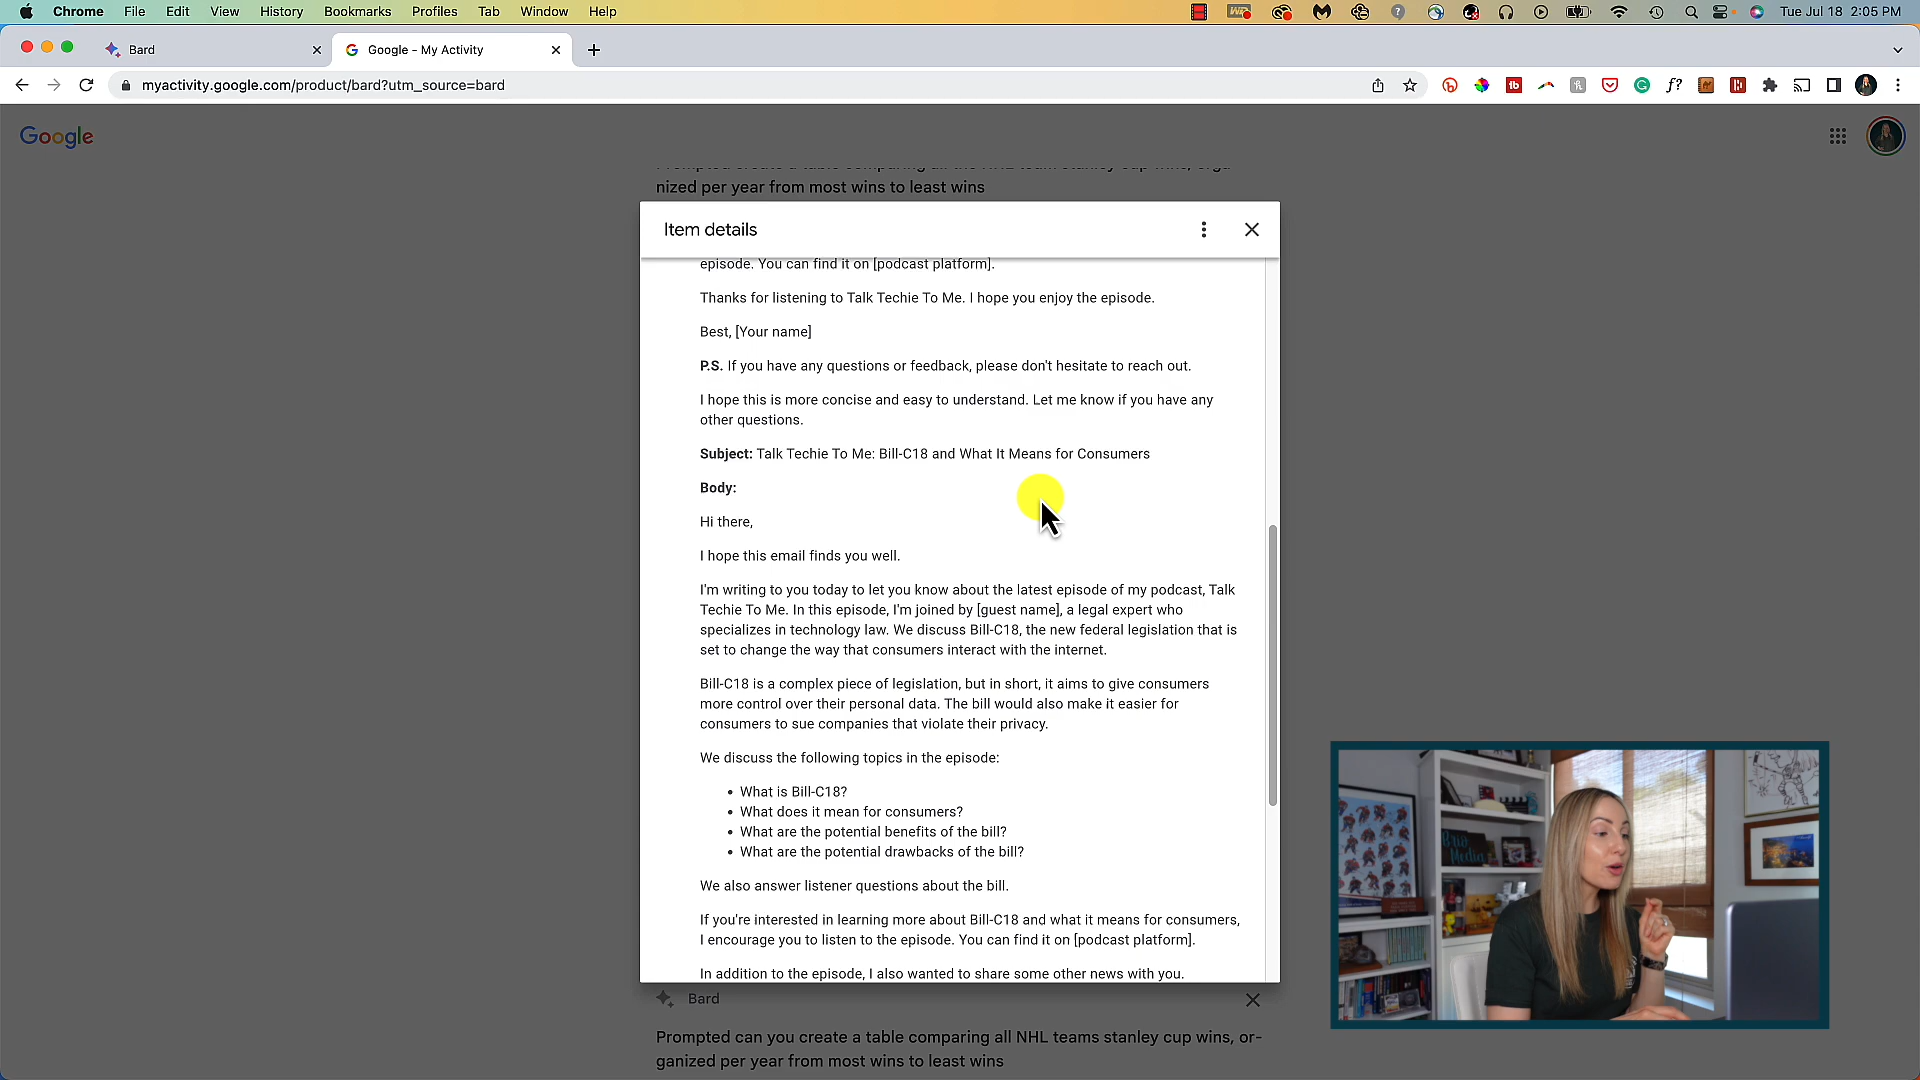 Chrome File Edit View History Bookmarks Profiles Tab Window Help Tue Jul 18 2:05 PM
Bard
Google - My Activity
myactivity.google.com/product/bard?utm_source=bard
Google
nized per year from most wins to least wins
Item details
episode. You can find it on [podcast platform].
Thanks for listening to Talk Techie To Me. I hope you enjoy the episode.
Best, [Your name]
P.S. If you have any questions or feedback, please don't hesitate to reach out.
I hope this is more concise and easy to understand. Let me know if you have any
other questions.
Subject: Talk Techie To Me: Bill-C18 and What It Means for Consumers
Body:
Hi there,
I hope this email finds you well.
I'm writing to you today to let you know about the latest episode of my podcast, Talk
Techie To Me. In this episode, I'm joined by [guest name], a legal expert who
specializes in technology law. We discuss Bill-C18, the new federal legislation that is
set to change the way that consumers interact with the internet.
Bill-C18 is a complex piece of legislation, but in short, it aims to give consumers
more control over their personal data. The bill would also make it easier for
consumers to sue companies that violate their privacy.
We discuss the following topics in the episode:
• What is Bill-C18?
• What does it mean for consumers?
• What are the potential benefits of the bill?
• What are the potential drawbacks of the bill?
We also answer listener questions about the bill.
If you're interested in learning more about Bill-C18 and what it means for consumers,
I encourage you to listen to the episode. You can find it on [podcast platform].
In addition to the episode, I also wanted to share some other news with you.
Bard
Prompted can you create a table comparing all NHL teams stanley cup wins, or-
ganized per year from most wins to least wins
Media